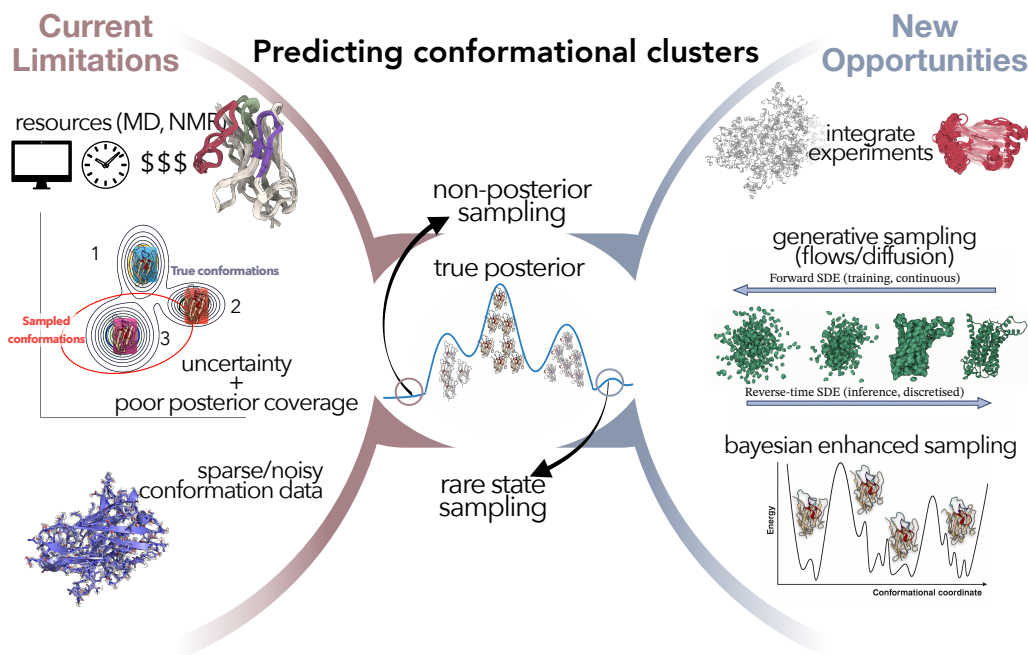 Current
Limitations
Predicting conformational clusters
New
Opportunities
resources (MD, NMR)
$$$
1
True conformations
2
Sampled
conformations
3
uncertainty
+
poor posterior coverage
sparse/noisy
conformation data
non-posterior
sampling
true posterior
rare state
sampling
integrate
experiments
generative sampling
(flows/diffusion)
Forward SDE (training, continuous)
Reverse-time SDE (inference, discretised)
bayesian enhanced sampling
Energy
Conformational coordinate